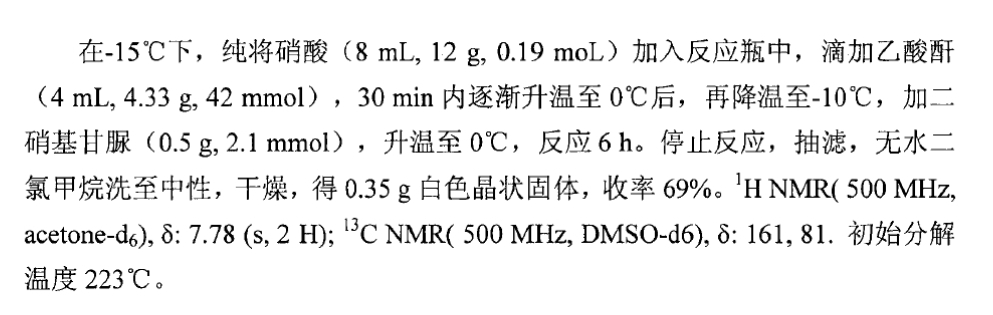 在-15℃下，纯将硝酸（8 mL, 12 g, 0.19 moL）加入反应瓶中，滴加乙酸酐
（4 mL, 4.33 g, 42 mmol），30 min 内逐渐升温至 0℃后，再降温至-10℃，加二
硝基甘脲（0.5 g, 2.1 mmol），升温至 0℃，反应 6 h。停止反应，抽滤，无水二
氯甲烷洗至中性，干燥，得 0.35 g 白色晶状固体，收率 69%。¹H NMR( 500 MHz,
acetone-d₆), δ: 7.78 (s, 2 H); ¹³C NMR( 500 MHz, DMSO-d6), δ: 161, 81. 初始分解
温度 223℃。